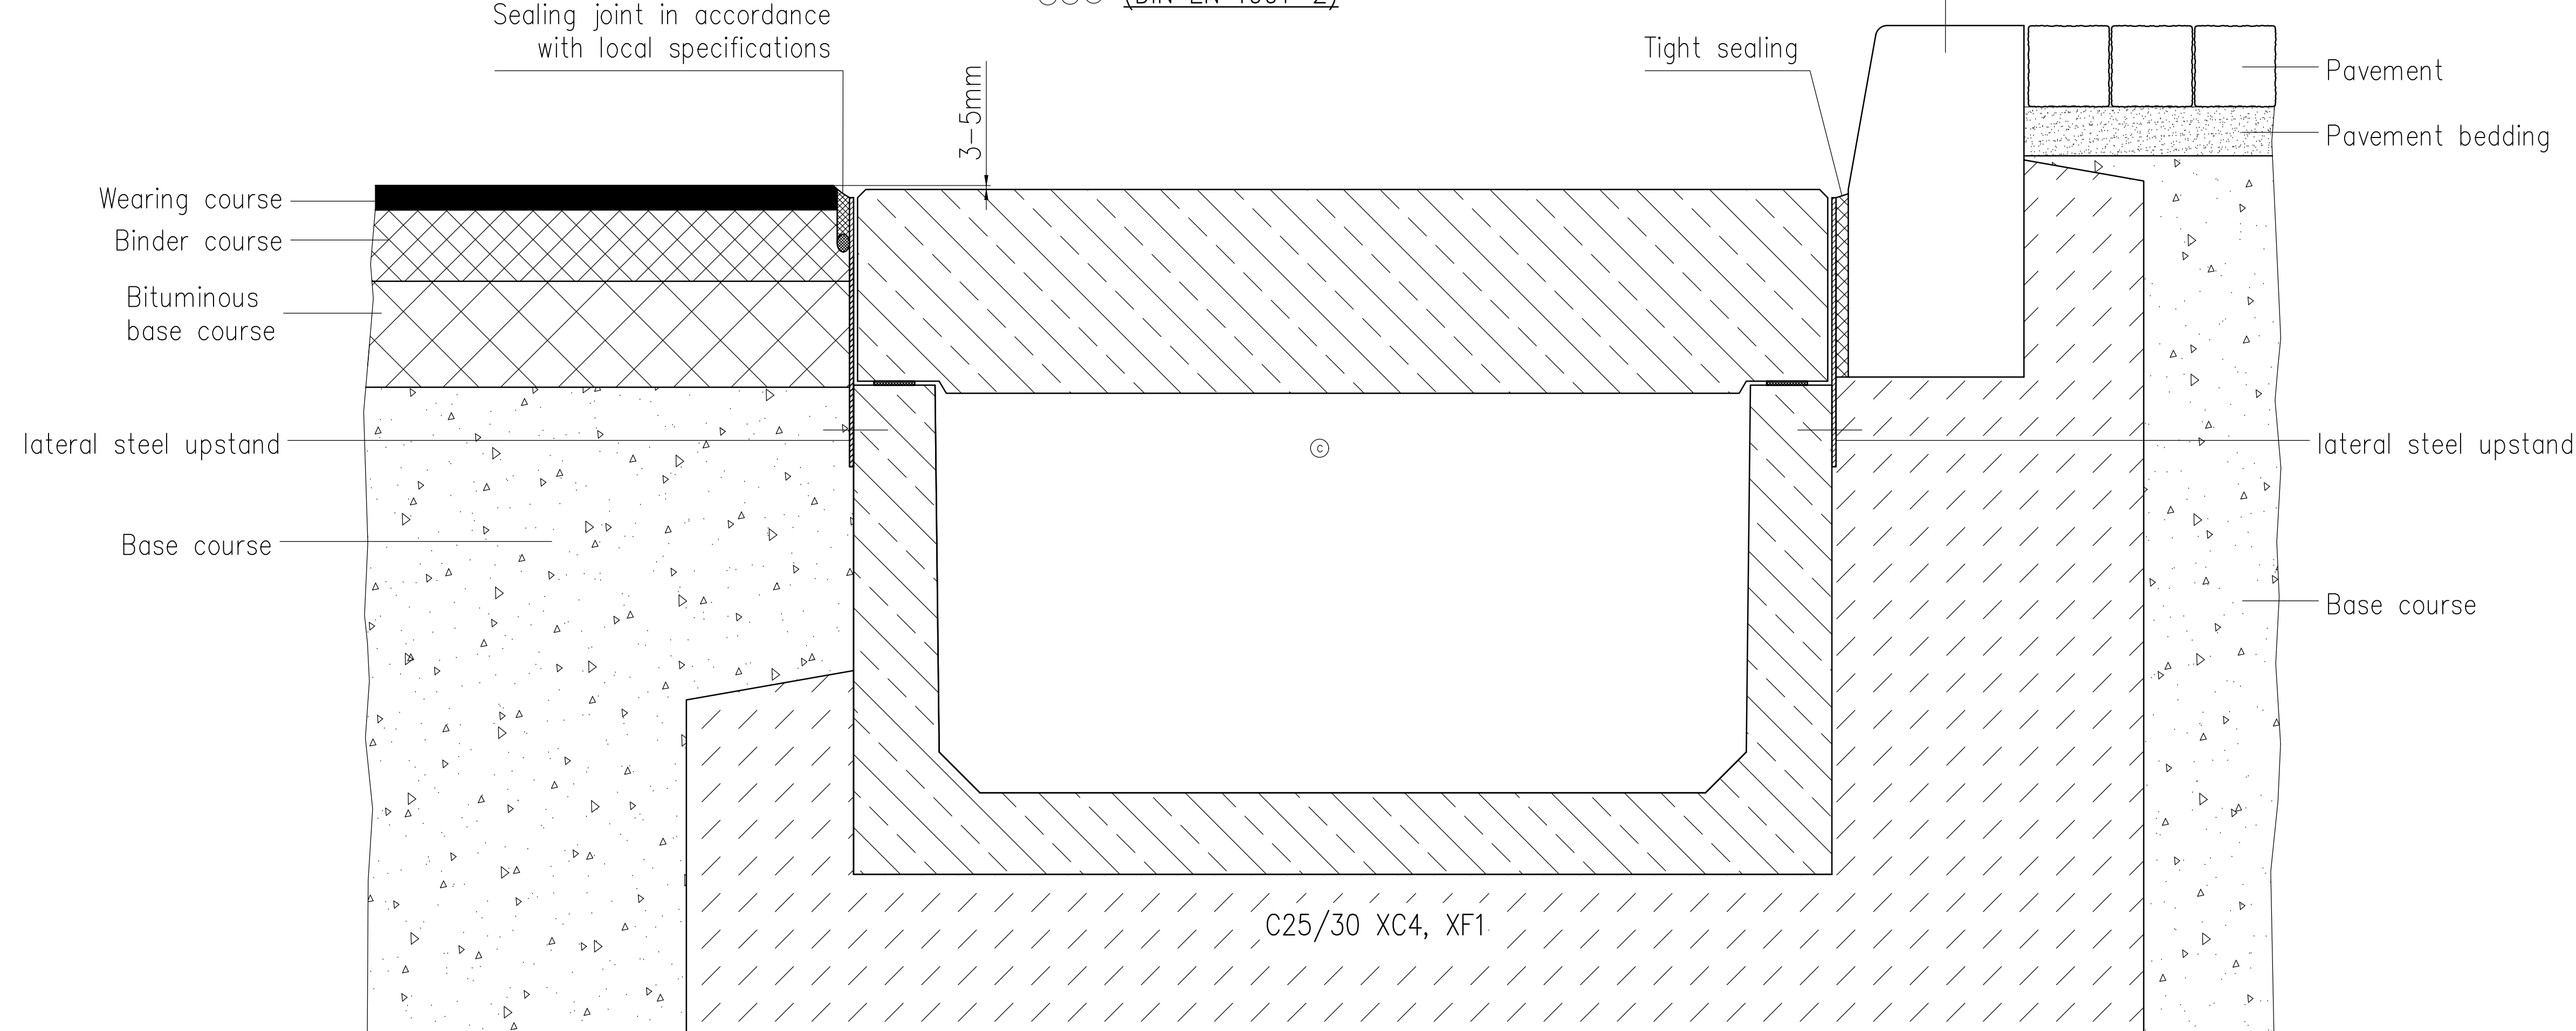 Sealing joint in accordance
with local specifications
3-5mm
Tight sealing
Pavement
Pavement bedding
Wearing course
Binder course
Bituminous
base course
lateral steel upstand
c
lateral steel upstand
Base course
Base course
C25/30 XC4, XF1